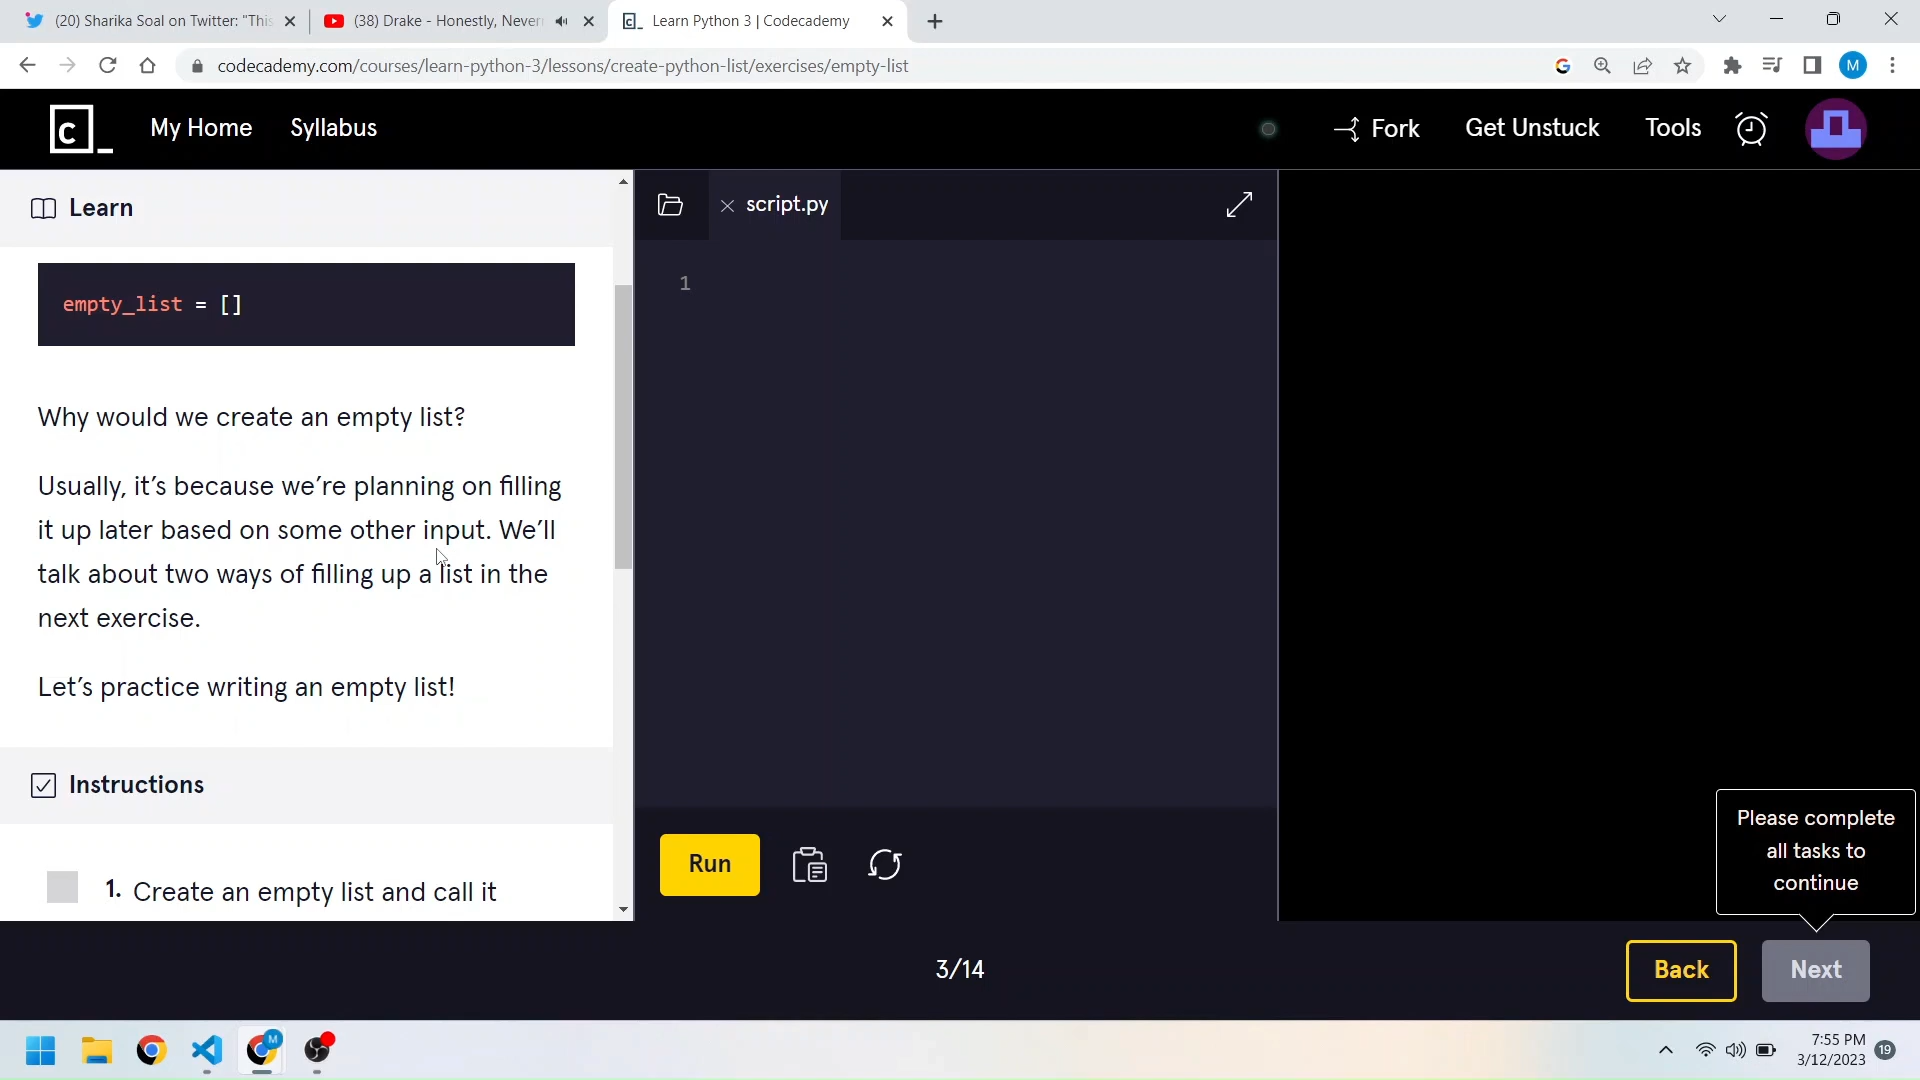 (20) Sharika Soal on Twitter: "This
(38) Drake - Honestly, Never
Learn Python 3 | Codecademy
codecademy.com/courses/learn-python-3/lessons/create-python-list/exercises/empty-list
M
c_
My Home
Syllabus
Fork
Get Unstuck
Tools
Learn
script.py
empty_list = []
1
Why would we create an empty list?
Usually, it's because we're planning on filling
it up later based on some other input. We'll
talk about two ways of filling up a list in the
next exercise.
Let's practice writing an empty list!
Instructions
1. Create an empty list and call it
Run
Please complete
all tasks to
continue
3/14
Back
Next
M
7:55 PM
3/12/2023
19